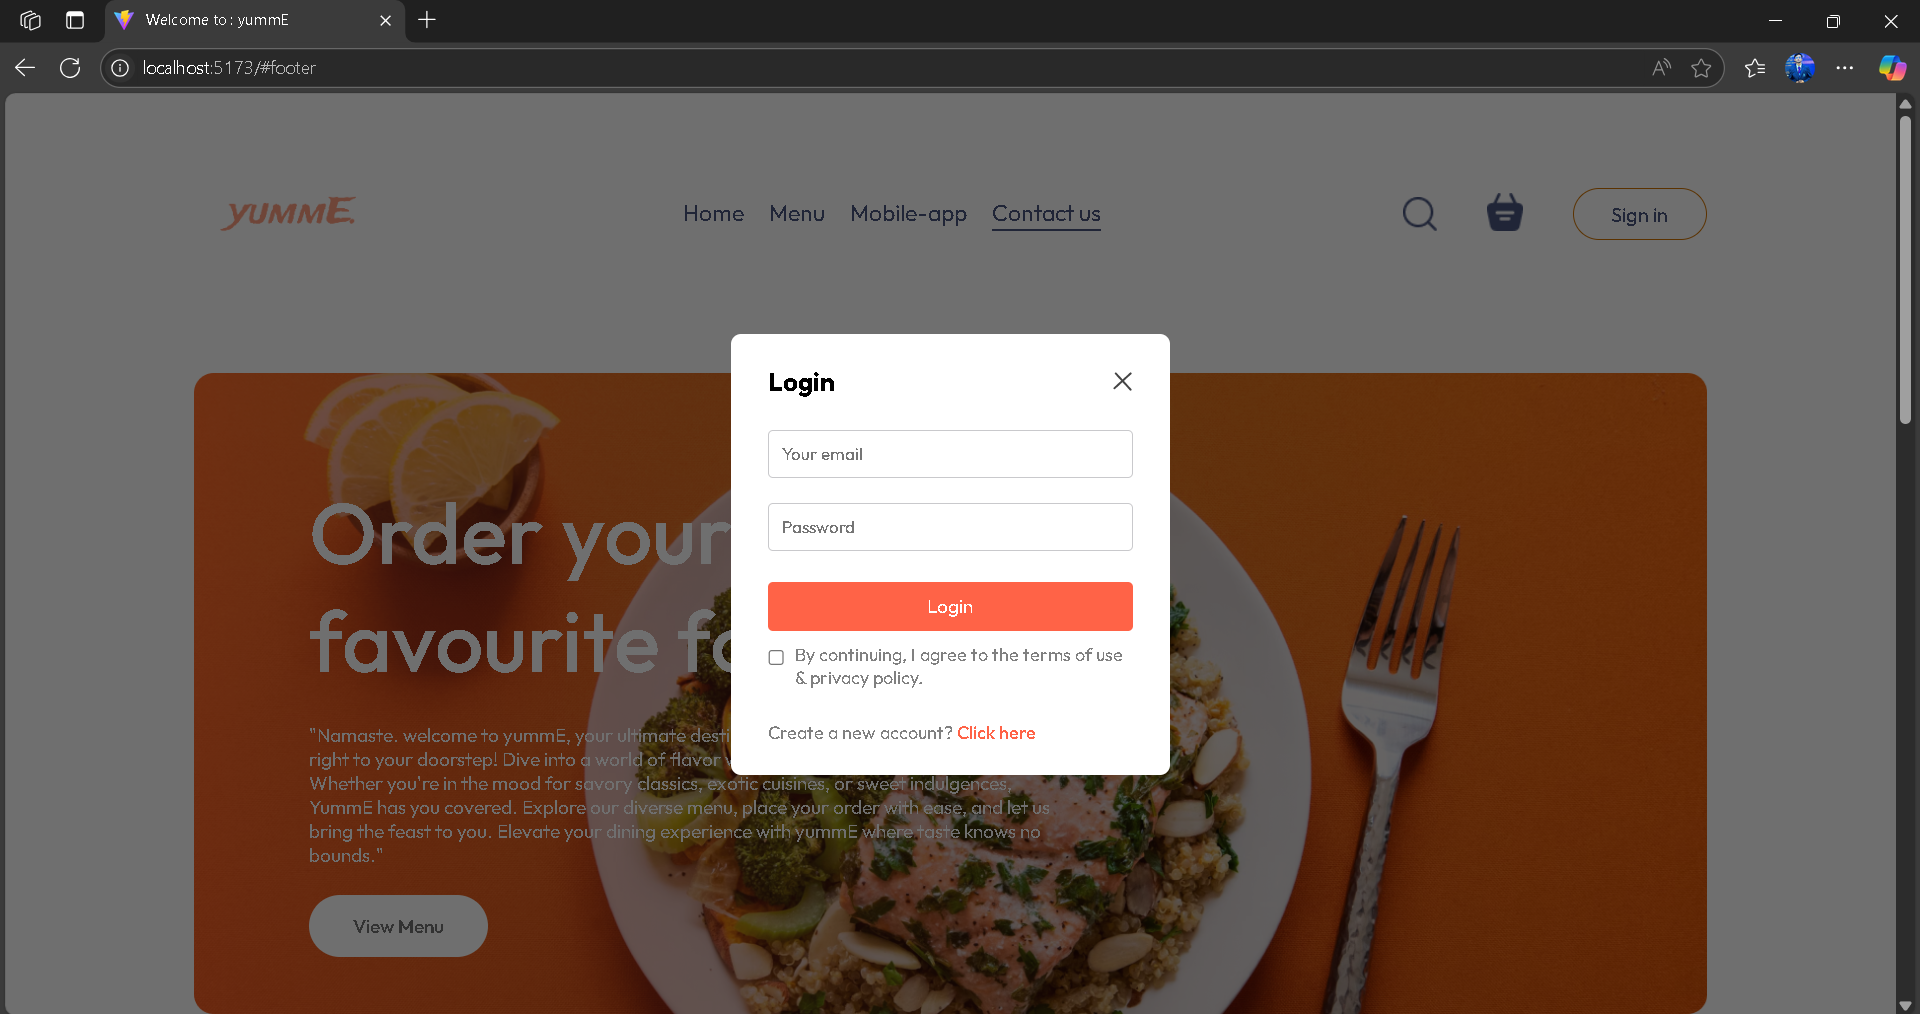 Welcome to : yummE
localhost:5173/#footer
yummE
Home Menu Mobile-app Contact us
Sign in
Login
Your email
Password
Login
By continuing, I agree to the terms of use
& privacy policy.
Create a new account? Click here
Order your
favourite fo
"Namaste. welcome to yummE, your ultimate desti
right to your doorstep! Dive into a world of flavor
Whether you're in the mood for savory classics, exotic cuisines, or sweet indulgences,
YummE has you covered. Explore our diverse menu, place your order with ease, and let us
bring the feast to you. Elevate your dining experience with yummE where taste knows no
bounds."
View Menu